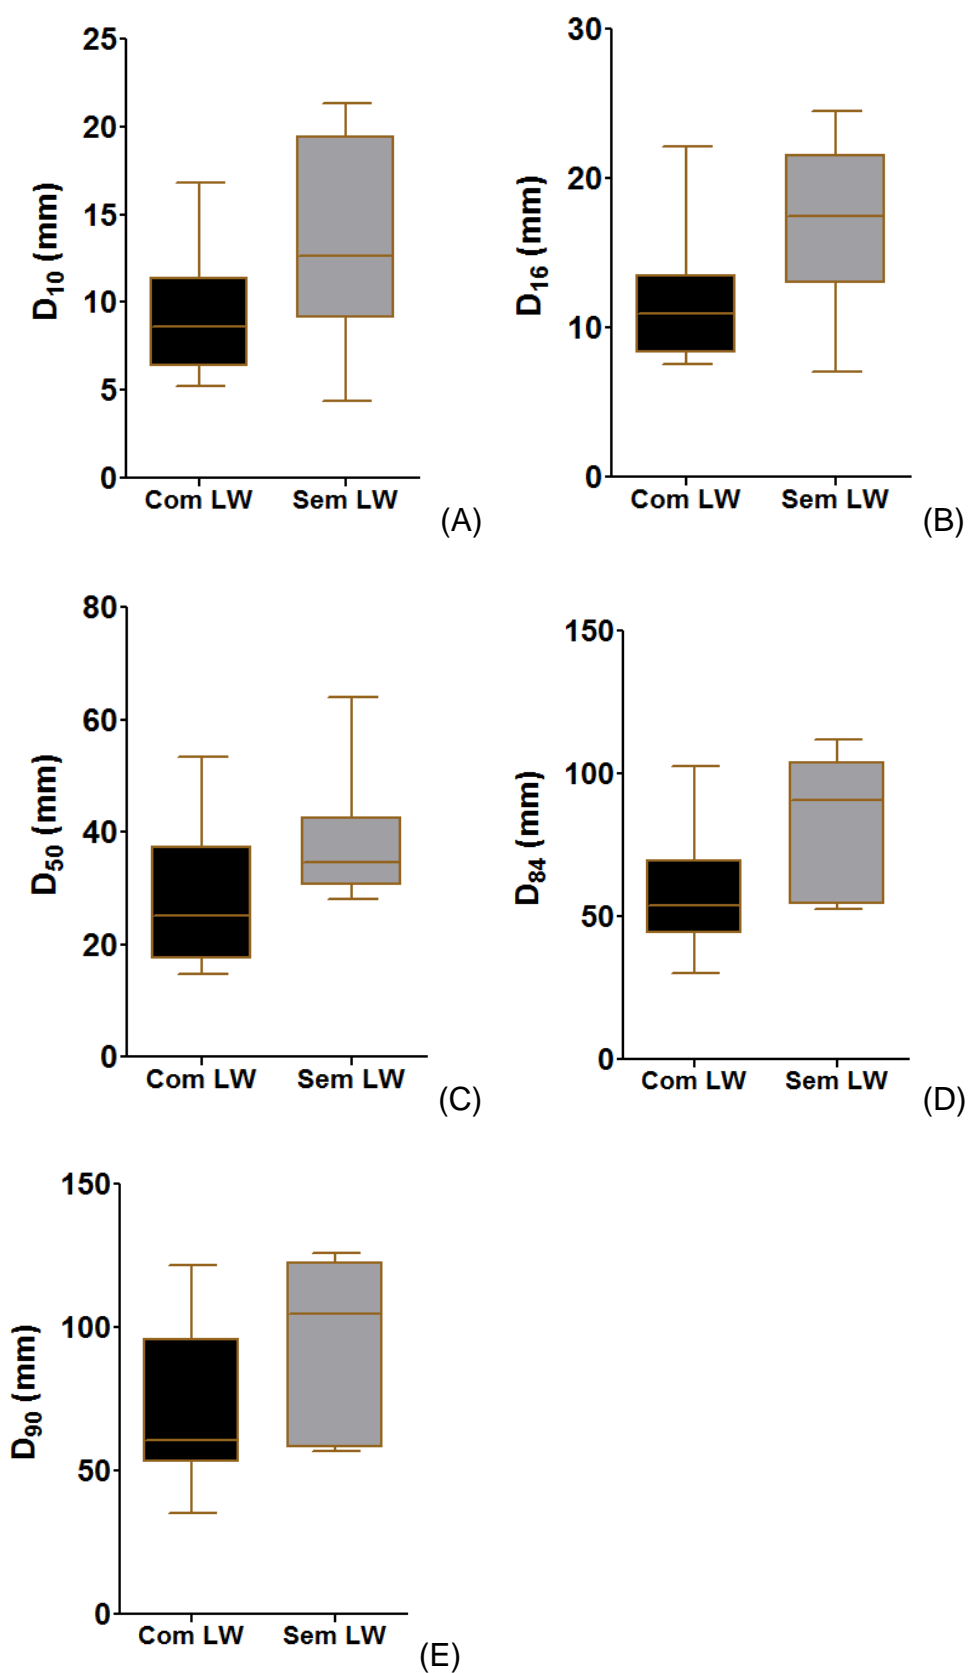 25
20
15
10
5
0
D₁₀ (mm)
Com LW
Sem LW
(A)
30
20
10
0
D₁₆ (mm)
Com LW
Sem LW
(B)
80
60
40
20
0
D₅₀ (mm)
Com LW
Sem LW
(C)
150
100
50
0
D₈₄ (mm)
Com LW
Sem LW
(D)
150
100
50
0
D₉₀ (mm)
Com LW
Sem LW
(E)